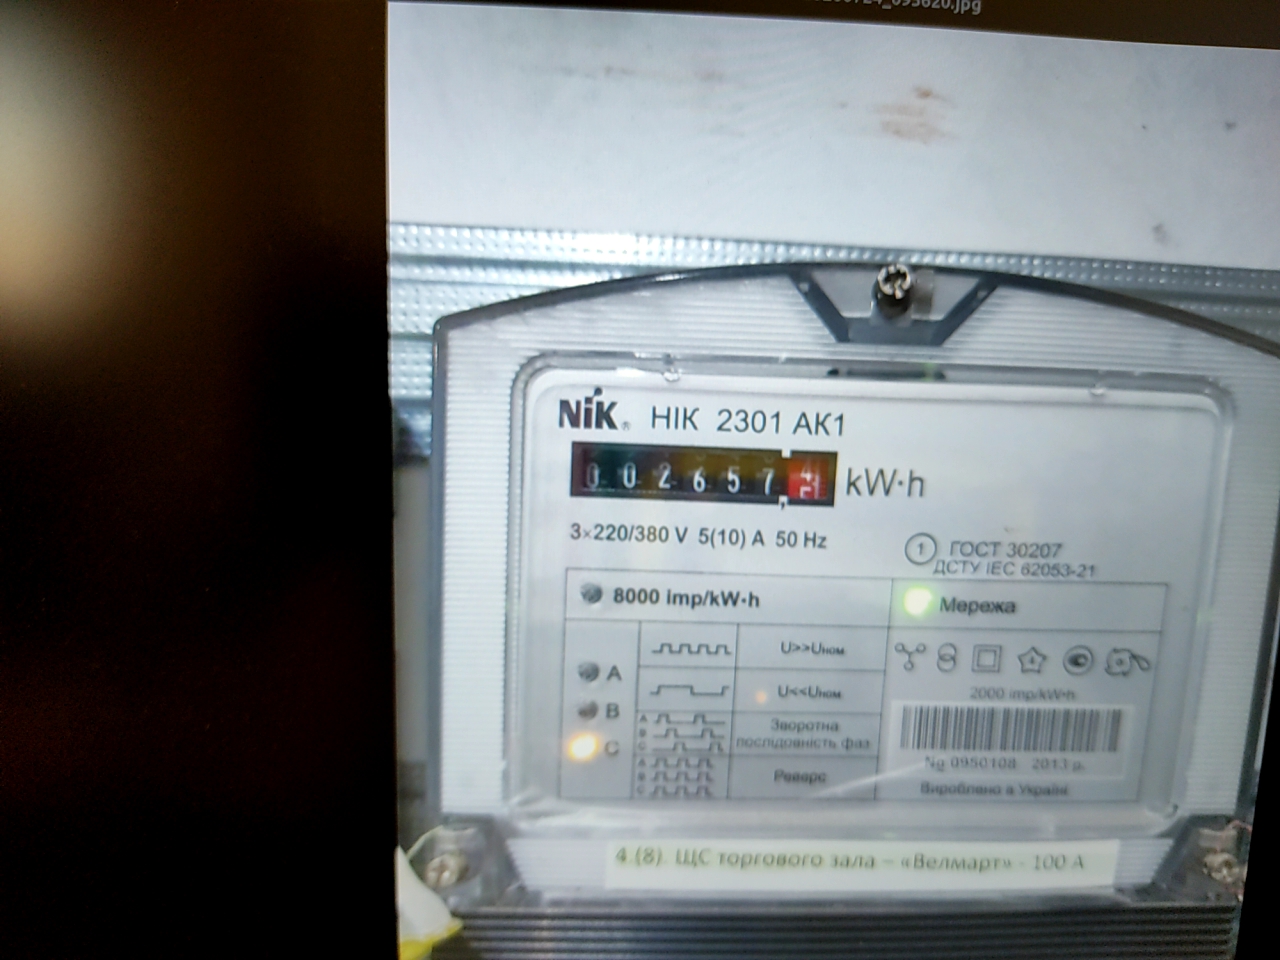 NiK® НІК 2301 АК1
002657, kW·h
3×220/380 V 5(10) A 50 Hz
1 ГОСТ 30207
ДСТУ IEC 62053-21
8000 imp/kW·h
Мережа
U>>Uном
A
U<<Uном
2000 imp/kW·h
B
A
B
C
Зворотна
послідовність фаз
C
№ 0950108 2013 р.
A
B
C
Реверс
Вироблено в Україні
4.(8). ЩС торгового зала – «Велмарт» - 100 А